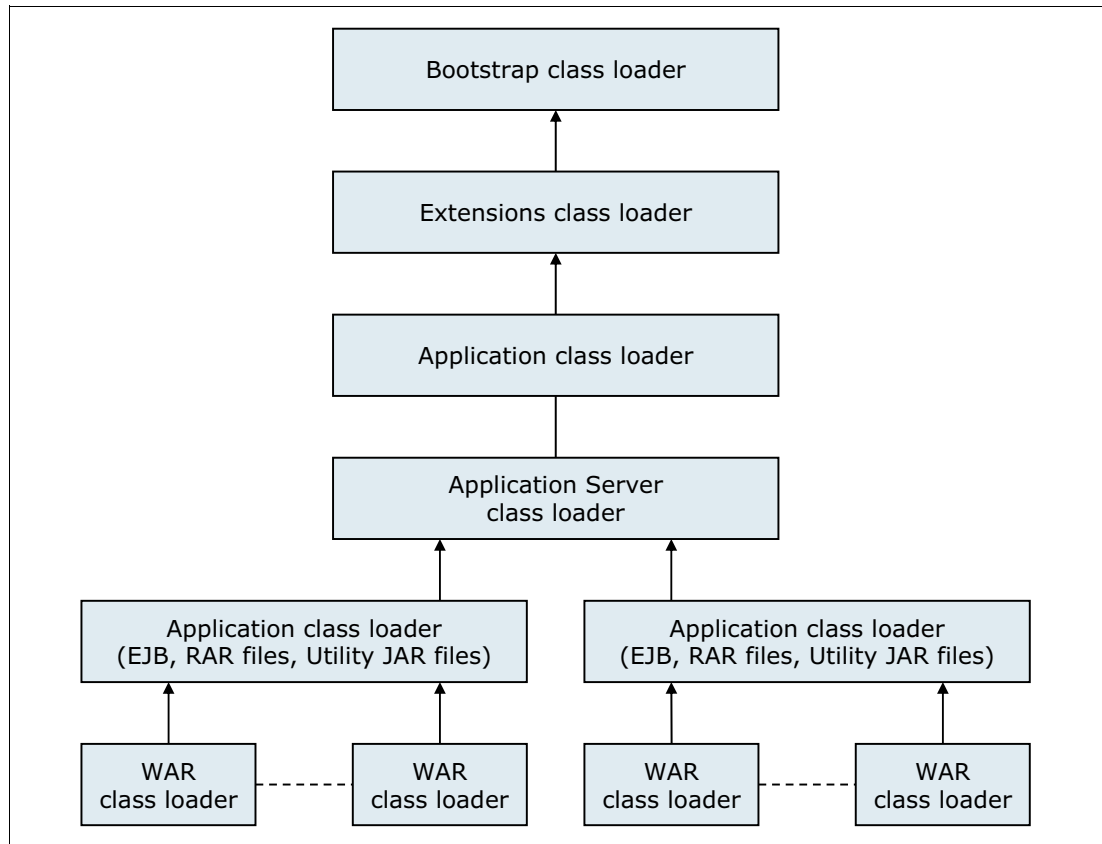 Bootstrap class loader
Extensions class loader
Application class loader
Application Server
class loader
Application class loader
(EJB, RAR files, Utility JAR files)
Application class loader
(EJB, RAR files, Utility JAR files)
WAR
class loader
WAR
class loader
WAR
class loader
WAR
class loader